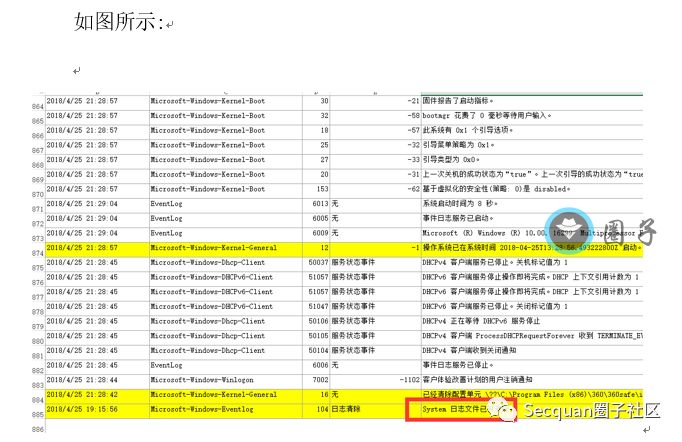 如图所示:
864 2018/4/25 21:28:57 Microsoft-Windows-Kernel-Boot 30 -21 固件报告了启动指标。
865 2018/4/25 21:28:57 Microsoft-Windows-Kernel-Boot 32 -58 bootmgr 花费了 0 毫秒等待用户输入。
866 2018/4/25 21:28:57 Microsoft-Windows-Kernel-Boot 18 -57 此系统有 0x1 个引导选项。
867 2018/4/25 21:28:57 Microsoft-Windows-Kernel-Boot 25 -32 引导菜单策略为 0x1。
868 2018/4/25 21:28:57 Microsoft-Windows-Kernel-Boot 27 -33 引导类型为 0x0。
869 2018/4/25 21:28:57 Microsoft-Windows-Kernel-Boot 20 -31 上一次关机的成功状态为“true”。上一次引导的成功状态为“true
870 2018/4/25 21:28:57 Microsoft-Windows-Kernel-Boot 153 -62 基于虚拟化的安全性(策略: 0)是 disabled。
871 2018/4/25 21:29:04 EventLog 6013 无 系统启动时间为 8 秒。
872 2018/4/25 21:29:04 EventLog 6005 无 事件日志服务已启动。
873 2018/4/25 21:29:04 EventLog 6009 无 Microsoft (R) Windows (R) 10.00. 16299 Multiprocessor
874 2018/4/25 21:28:57 Microsoft-Windows-Kernel-General 12 -1 操作系统已在系统时间 启动。
875 2018/4/25 21:28:45 Microsoft-Windows-Dhcp-Client 50037 服务状态事件 DHCPv4 客户端服务已停止。关机标记值为 1
876 2018/4/25 21:28:45 Microsoft-Windows-DHCPv6-Client 51057 服务状态事件 DHCPv6 客户端服务停止操作即将完成。DHCP 上下文引用计数为 1
877 2018/4/25 21:28:45 Microsoft-Windows-DHCPv6-Client 51057 服务状态事件 DHCPv6 客户端服务停止操作即将完成。DHCP 上下文引用计数为 1
878 2018/4/25 21:28:45 Microsoft-Windows-DHCPv6-Client 51047 服务状态事件 DHCPv6 客户端服务已停止。关闭标记值为 1
879 2018/4/25 21:28:45 Microsoft-Windows-Dhcp-Client 50106 服务状态事件 DHCPv4 正在等待 DHCPv6 服务停止
880 2018/4/25 21:28:45 Microsoft-Windows-Dhcp-Client 50105 服务状态事件 DHCPv4 客户端 ProcessDHCPRequestForever 收到 TERMINATE_EV
881 2018/4/25 21:28:45 Microsoft-Windows-Dhcp-Client 50104 服务状态事件 DHCPv4 客户端收到关闭通知
882 2018/4/25 21:28:45 EventLog 6006 无 事件日志服务已停止。
883 2018/4/25 21:28:44 Microsoft-Windows-Winlogon 7002 -1102 客户体验改善计划的用户注销通知
884 2018/4/25 21:28:42 Microsoft-Windows-Kernel-General 16 无 已经清除配置单元 \??\C:\Program Files (x86)\360\360safe\
885 2018/4/25 19:15:56 Microsoft-Windows-Eventlog 104 日志清除 System 日志文件已
886
圈子
Secquan圈子社区